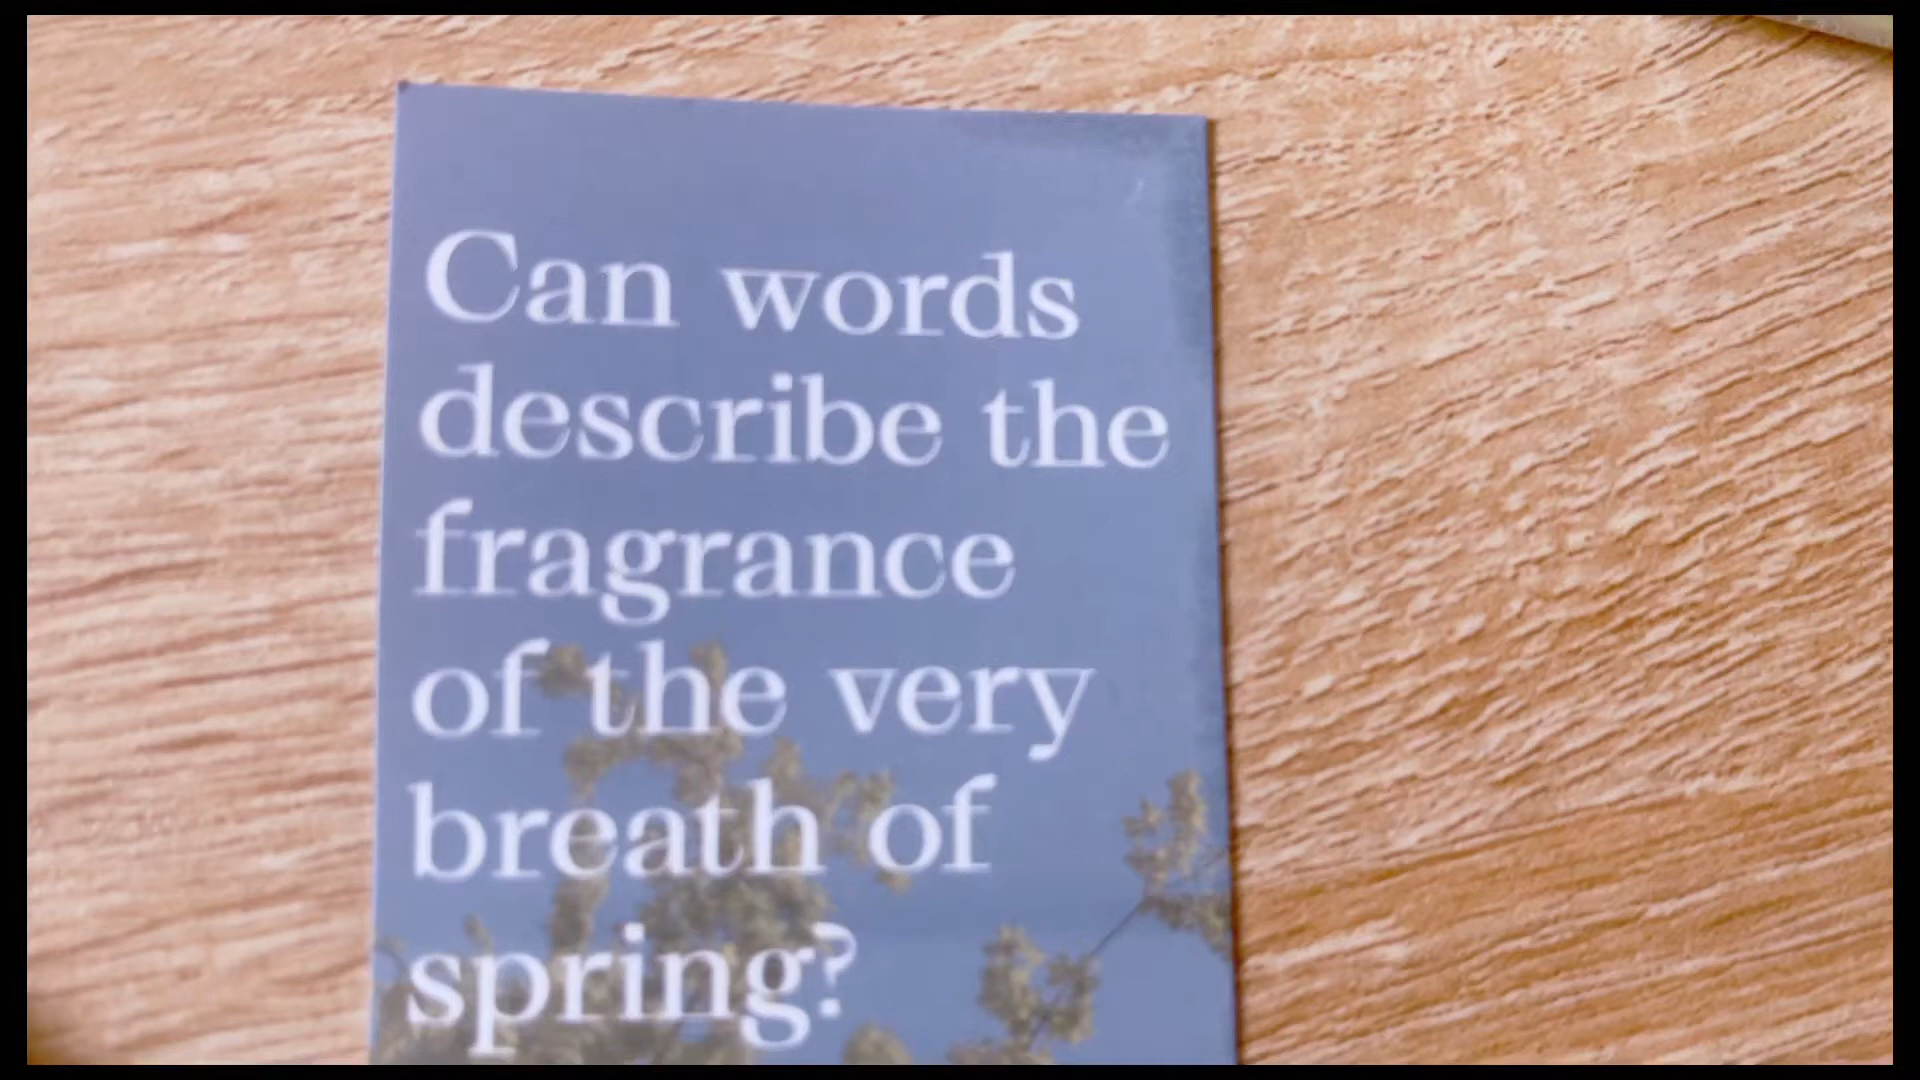 Can words
describe the
fragrance
of the very
breath of
spring?